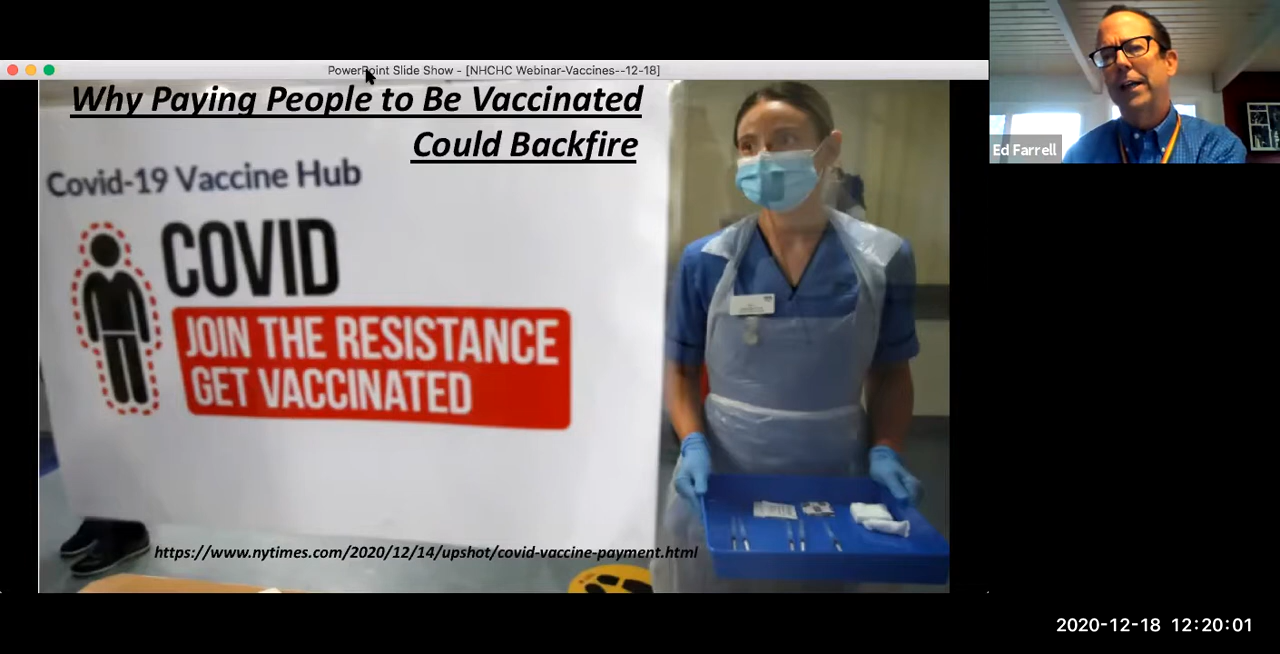 PowerPoint Slide Show - [NHCHC Webinar-Vaccines--12-18]
Why Paying People to Be Vaccinated
Could Backfire
Covid-19 Vaccine Hub
COVID
JOIN THE RESISTANCE
GET VACCINATED
https://www.nytimes.com/2020/12/14/upshot/covid-vaccine-payment.html
Ed Farrell
2020-12-18 12:20:01